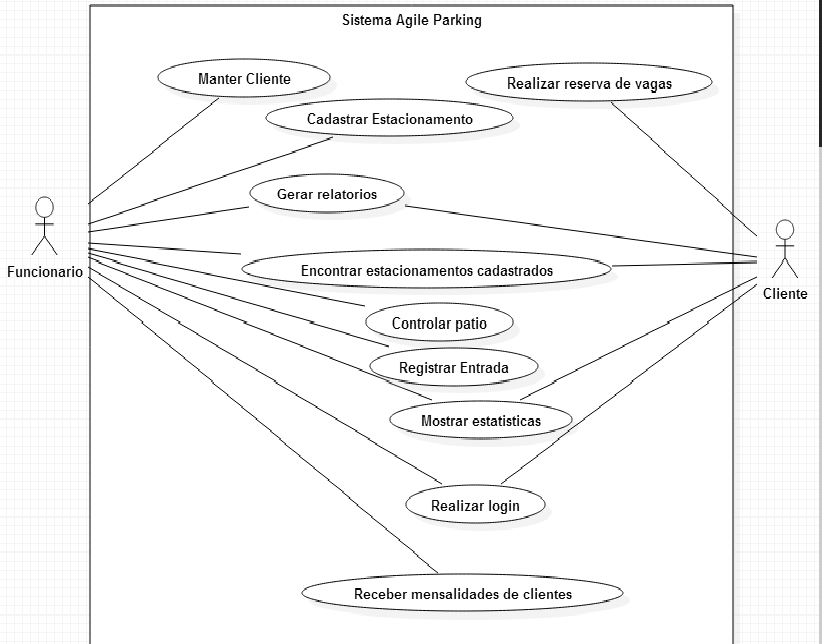 Sistema Agile Parking
Manter Cliente
Realizar reserva de vagas
Cadastrar Estacionamento
Gerar relatorios
Funcionario
Encontrar estacionamentos cadastrados
Cliente
Controlar patio
Registrar Entrada
Mostrar estatisticas
Realizar login
Receber mensalidades de clientes